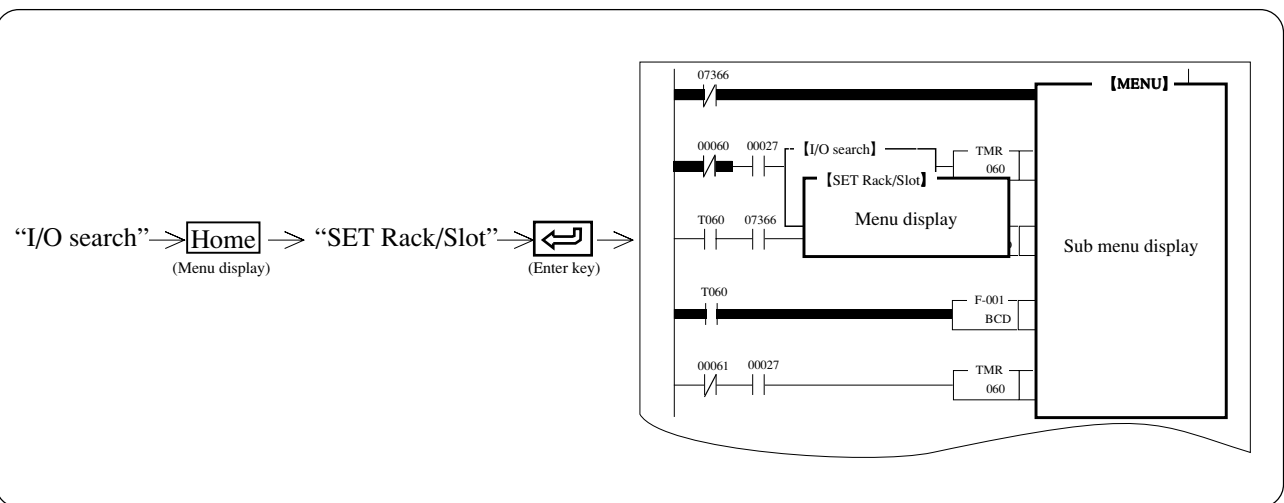 “I/O search” Home “SET Rack/Slot”
(Menu display)
(Enter key)
07366
【MENU】
00060 00027 【I/O search】 TMR
060
【SET Rack/Slot】
Menu display
T060 07366
Sub menu display
T060
F-001
BCD
00061 00027
TMR
060